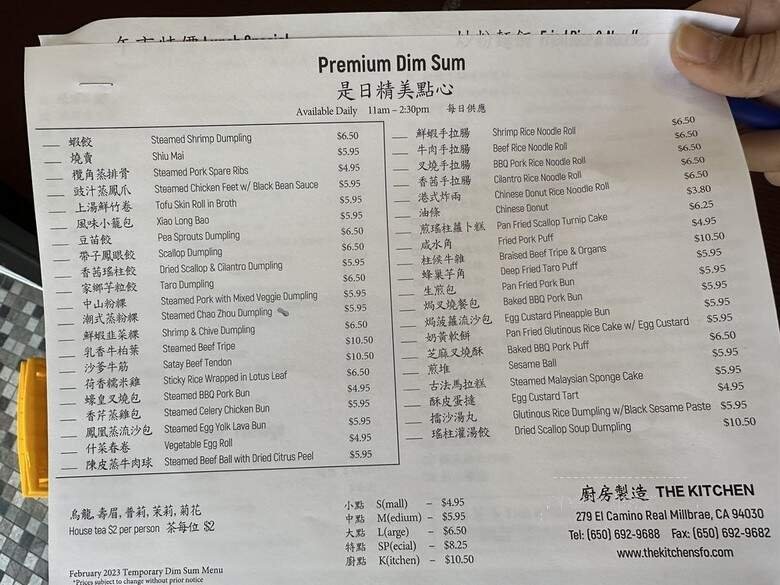 Premium Dim Sum
是日精美點心
Available Daily 11am – 2:30pm 每日供應
蝦餃 Steamed Shrimp Dumpling $6.50
燒賣 Shiu Mai $5.95
欖角蒸排骨 Steamed Pork Spare Ribs $4.95
豉汁蒸鳳爪 Steamed Chicken Feet w/ Black Bean Sauce $5.95
上湯鮮竹卷 Tofu Skin Roll in Broth $5.95
風味小籠包 Xiao Long Bao $5.95
豆苗餃 Pea Sprouts Dumpling $6.50
帶子鳳眼餃 Scallop Dumpling $6.50
香茜瑤柱餃 Dried Scallop & Cilantro Dumpling $5.95
家鄉芋粒餃 Taro Dumpling $6.50
中山粉粿 Steamed Pork with Mixed Veggie Dumpling $5.95
潮式蒸粉粿 Steamed Chao Zhou Dumpling $5.95
鮮蝦韭菜粿 Shrimp & Chive Dumpling $6.50
乳香牛柏葉 Steamed Beef Tripe $10.50
沙爹牛筋 Satay Beef Tendon $10.50
荷香糯米雞 Sticky Rice Wrapped in Lotus Leaf $6.50
蠔皇叉燒包 Steamed BBQ Pork Bun $4.95
香芹蒸雞包 Steamed Celery Chicken Bun $5.95
鳳凰蒸流沙包 Steamed Egg Yolk Lava Bun $5.95
什菜春卷 Vegetable Egg Roll $4.95
陳皮蒸牛肉球 Steamed Beef Ball with Dried Citrus Peel $5.95
鮮蝦手拉腸 Shrimp Rice Noodle Roll $6.50
牛肉手拉腸 Beef Rice Noodle Roll $6.50
叉燒手拉腸 BBQ Pork Rice Noodle Roll $6.50
香茜手拉腸 Cilantro Rice Noodle Roll $6.50
港式炸兩 Chinese Donut Rice Noodle Roll $6.50
油條 Chinese Donut $3.80
煎瑤柱蘿卜糕 Pan Fried Scallop Turnip Cake $6.25
咸水角 Fried Pork Puff $4.95
柱候牛雜 Braised Beef Tripe & Organs $10.50
蜂巢芋角 Deep Fried Taro Puff $5.95
生煎包 Pan Fried Pork Bun $5.95
焗叉燒餐包 Baked BBQ Pork Bun $5.95
焗菠蘿流沙包 Egg Custard Pineapple Bun $5.95
奶黃軟餅 Pan Fried Glutinous Rice Cake w/ Egg Custard $5.95
芝麻叉燒酥 Baked BBQ Pork Puff $6.50
煎堆 Sesame Ball $5.95
古法馬拉糕 Steamed Malaysian Sponge Cake $5.95
酥皮蛋撻 Egg Custard Tart $4.95
擂沙湯丸 Glutinous Rice Dumpling w/Black Sesame Paste $5.95
瑤柱灌湯餃 Dried Scallop Soup Dumpling $10.50
烏龍, 壽眉, 普莉, 茉莉, 菊花
House tea $2 per person 茶每位 $2
小點 S(mall) – $4.95
中點 M(edium) – $5.95
大點 L(arge) – $6.50
特點 SP(ecial) – $8.25
廚點 K(itchen) – $10.50
廚房製造 THE KITCHEN
279 El Camino Real Millbrae, CA 94030
Tel: (650) 692-9688 Fax: (650) 692-9682
www.thekitchensfo.com
February 2023 Temporary Dim Sum Menu
*Prices subject to change without prior notice